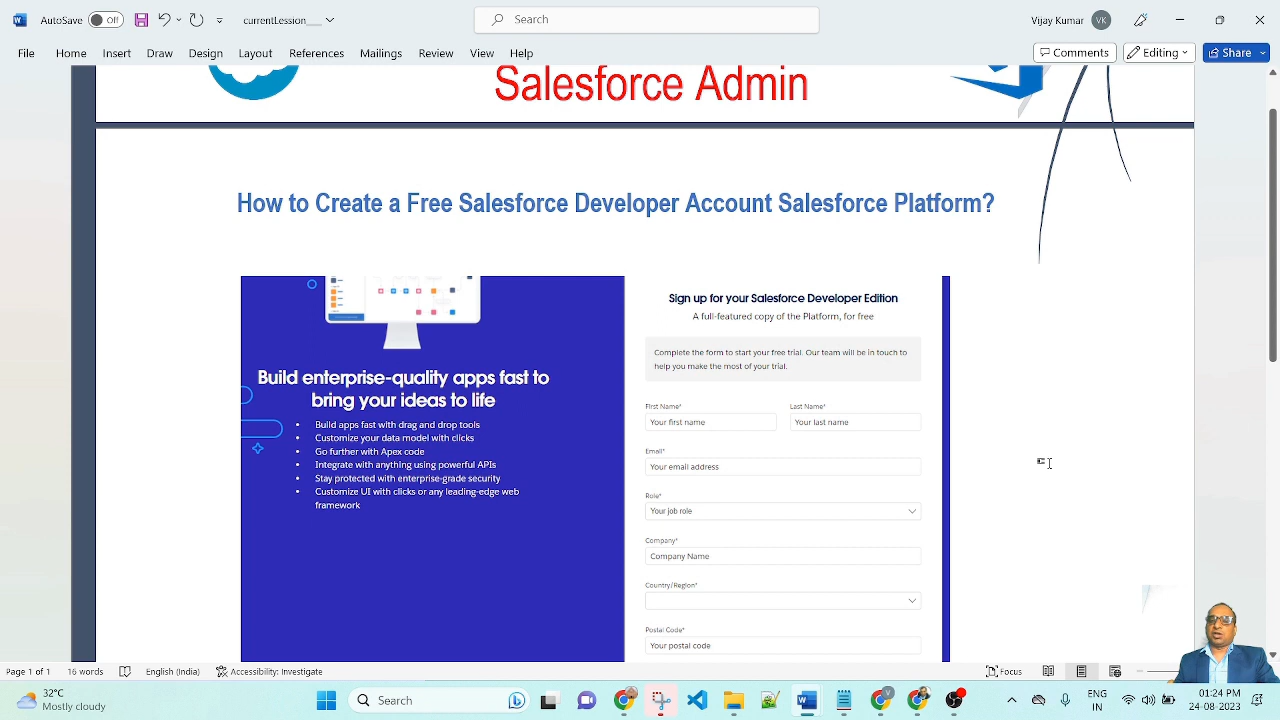 AutoSave Off currentLesson Search Vijay Kumar VK
File Home Insert Draw Design Layout References Mailings Review View Help Comments Editing Share
Salesforce Admin
How to Create a Free Salesforce Developer Account Salesforce Platform?
Build enterprise-quality apps fast to
bring your ideas to life
• Build apps fast with drag and drop tools
• Customize your data model with clicks
• Go further with Apex code
• Integrate with anything using powerful APIs
• Stay protected with enterprise-grade security
• Customize UI with clicks or any leading-edge web
framework
Sign up for your Salesforce Developer Edition
A full-featured copy of the Platform, for free
Complete the form to start your free trial. Our team will be in touch to
help you make the most of your trial.
First Name* Last Name*
Your first name Your last name
Email*
Your email address
Role*
Your job role
Company*
Company Name
Country/Region*
Postal Code*
Your postal code
Page 1 of 1 16 words English (India) Accessibility: Investigate Focus
32°C
Mostly cloudy
Search
ENG
IN
01:24 PM
24-08-2023